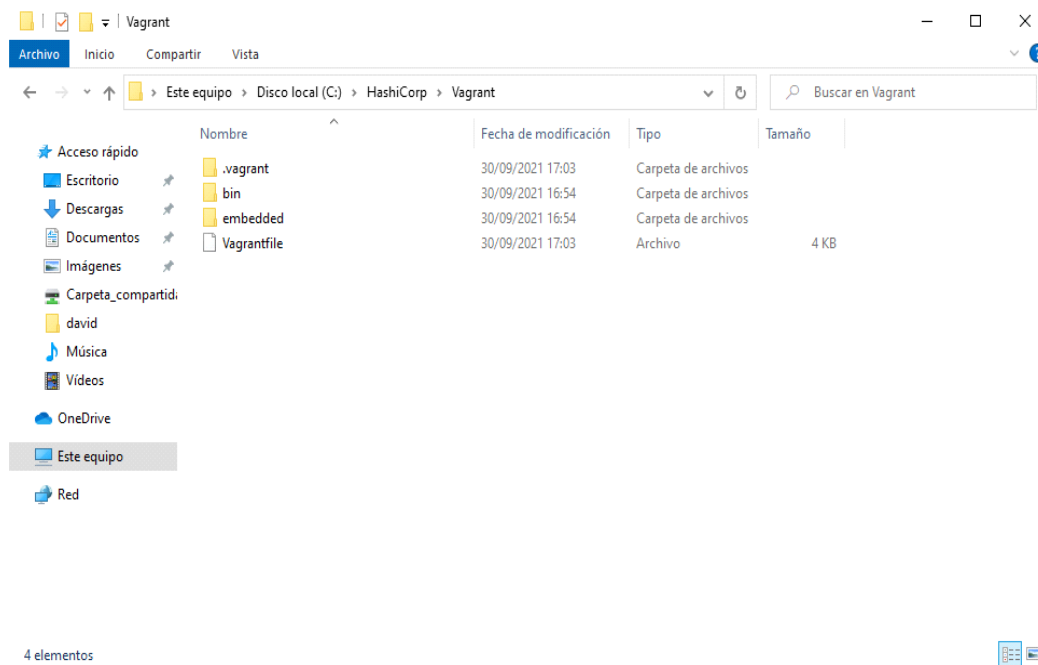 Vagrant
Archivo Inicio Compartir Vista
Este equipo > Disco local (C:) > HashiCorp > Vagrant Buscar en Vagrant
Nombre Fecha de modificación Tipo Tamaño
Acceso rápido
Escritorio
Descargas
Documentos
Imágenes
Carpeta_compartid
david
Música
Vídeos
OneDrive
Este equipo
Red
.vagrant 30/09/2021 17:03 Carpeta de archivos
bin 30/09/2021 16:54 Carpeta de archivos
embedded 30/09/2021 16:54 Carpeta de archivos
Vagrantfile 30/09/2021 17:03 Archivo 4 KB
4 elementos